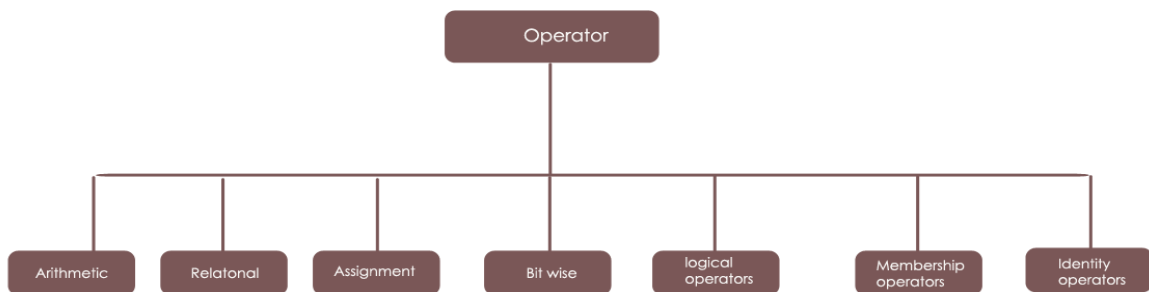 Operator
Arithmetic
Relatonal
Assignment
Bit wise
logical
operators
Membership
operators
Identity
operators